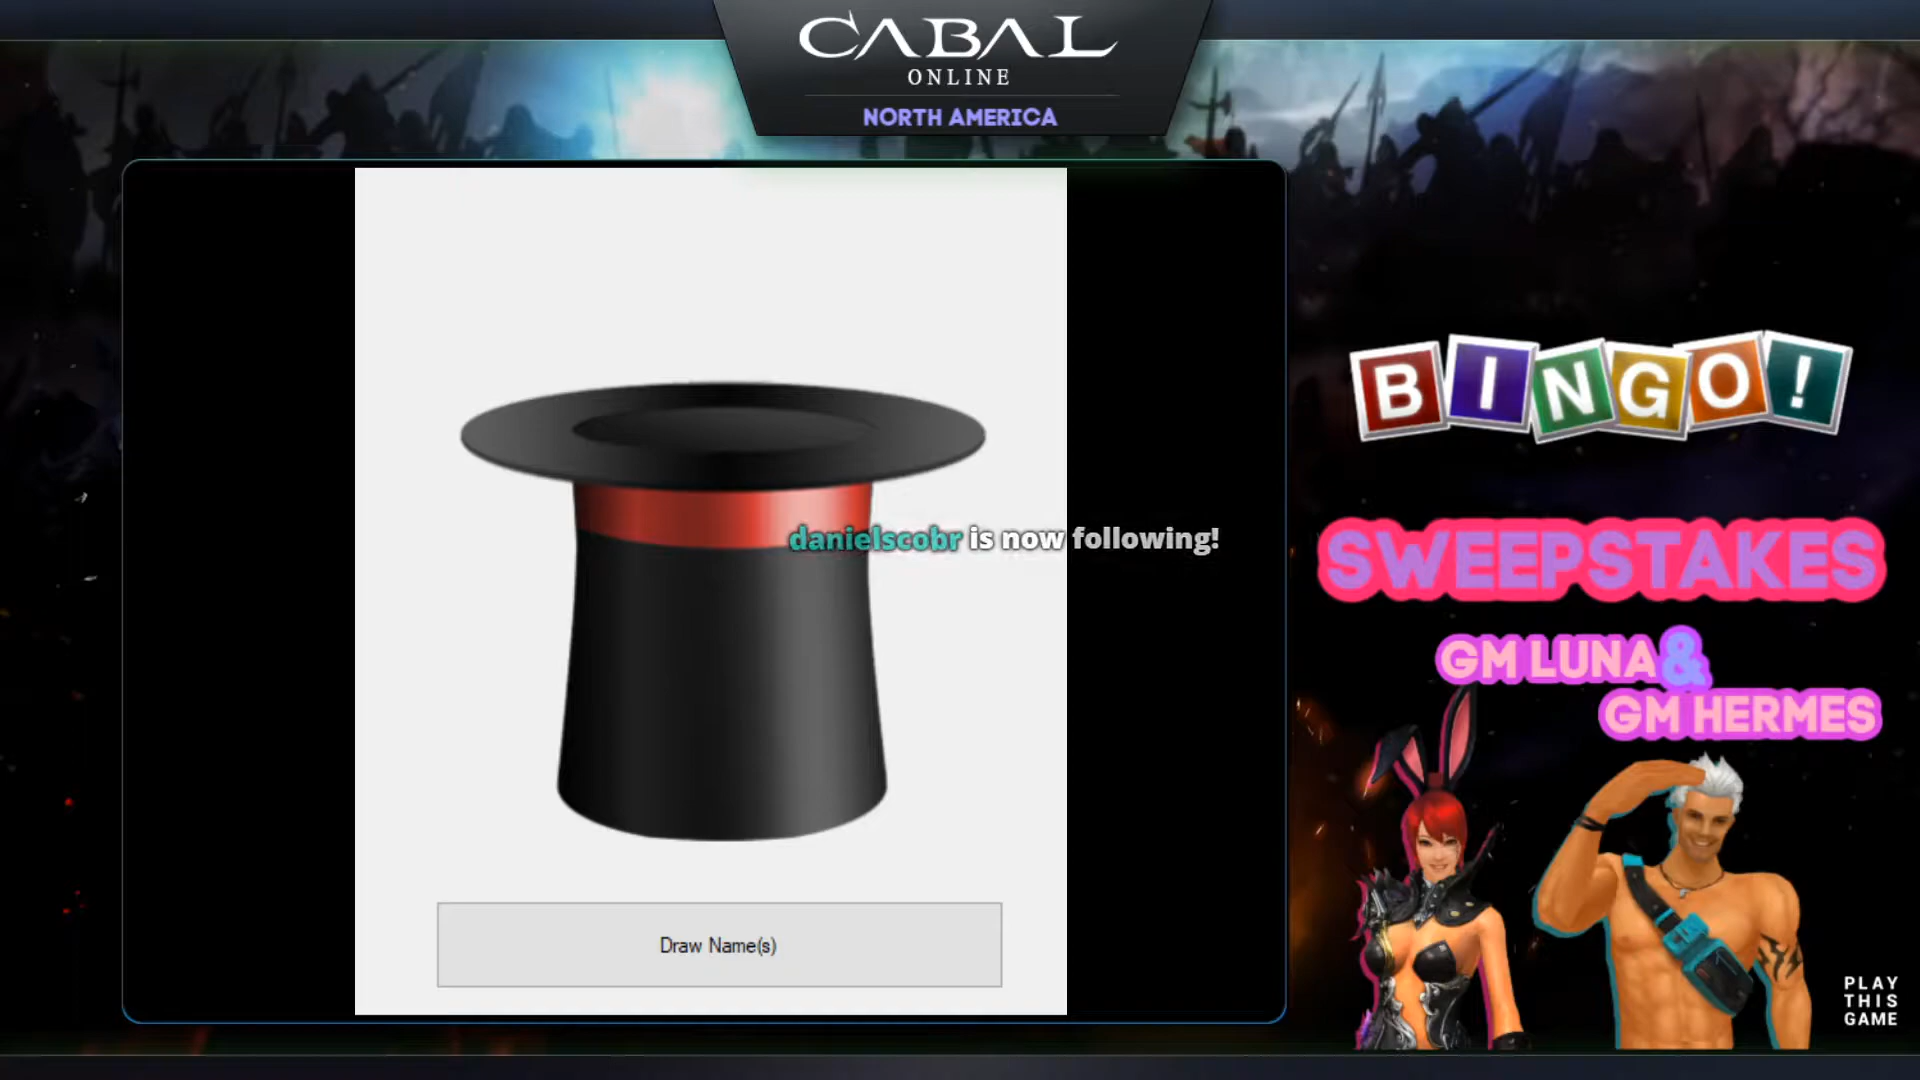 CABAL
ONLINE
NORTH AMERICA
BINGO!
danielscobr is now following!
SWEEPSTAKES
GM LUNA &
GM HERMES
Draw Name(s)
PLAY
THIS
GAME